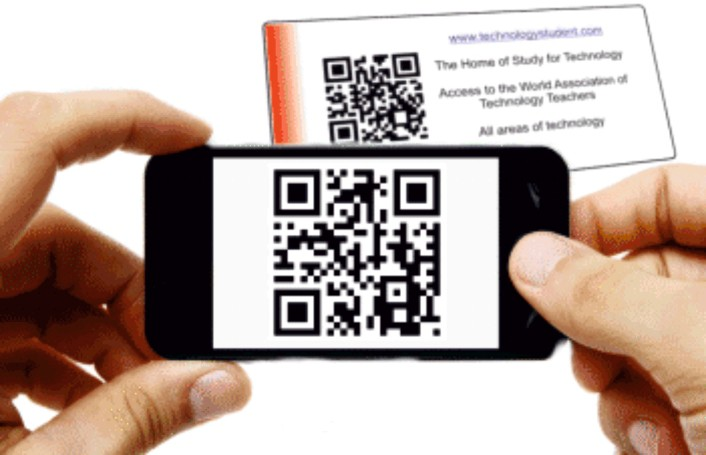 www.technologystudent.com
The Home of Study for Technology
Access to the World Association of
Technology Teachers
All areas of technology